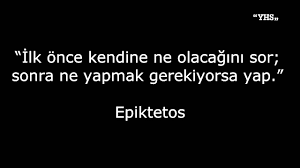 “YHS„
“İlk önce kendine ne olacağını sor;
sonra ne yapmak gerekiyorsa yap.”
Epiktetos